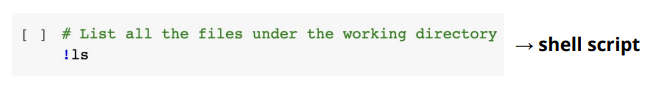 [ ] # List all the files under the working directory
!ls
→ shell script